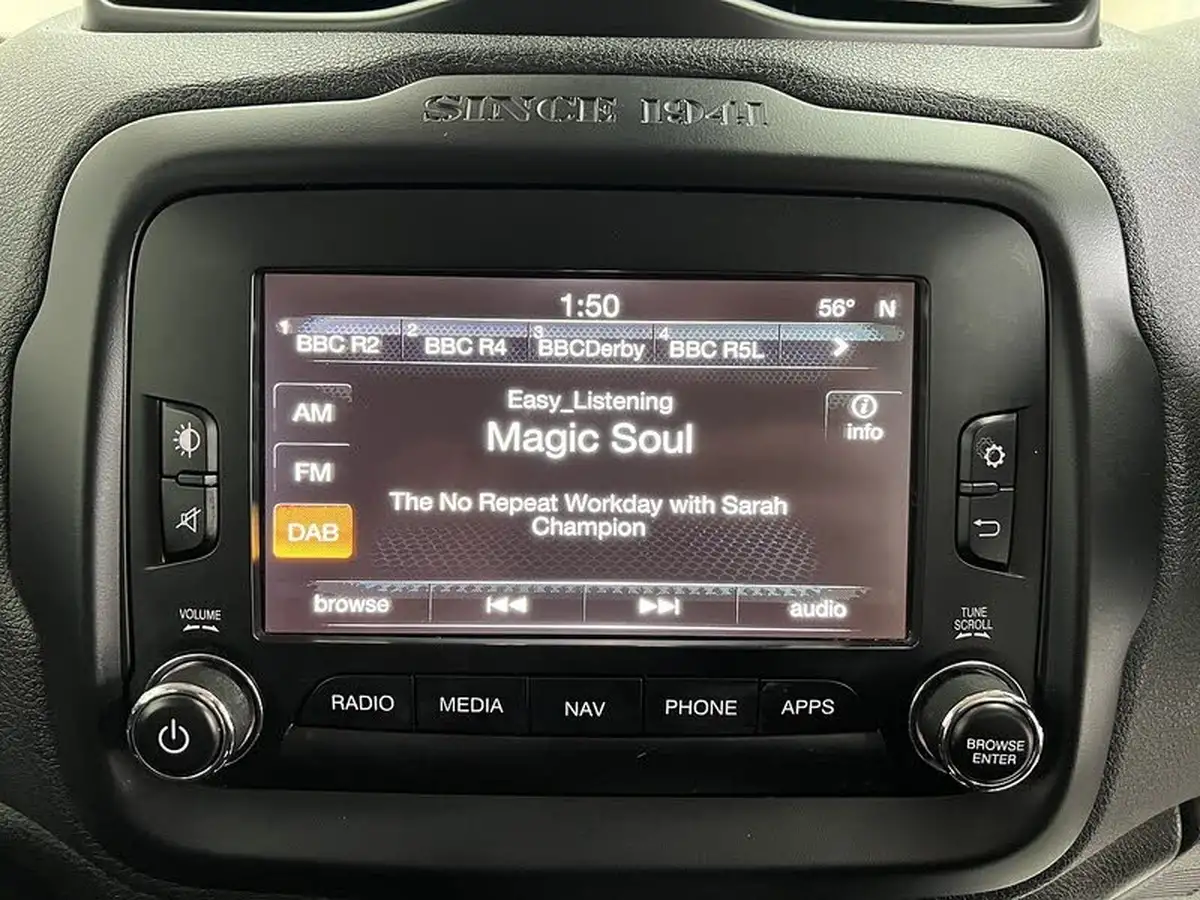 SINCE 1941
1:50
56° N
1 BBC R2 2 BBC R4 3 BBCDerby 4 BBC R5L
AM
Easy_Listening
info
Magic Soul
FM
The No Repeat Workday with Sarah
Champion
DAB
browse
audio
VOLUME
TUNE
SCROLL
RADIO MEDIA NAV PHONE APPS
BROWSE
ENTER